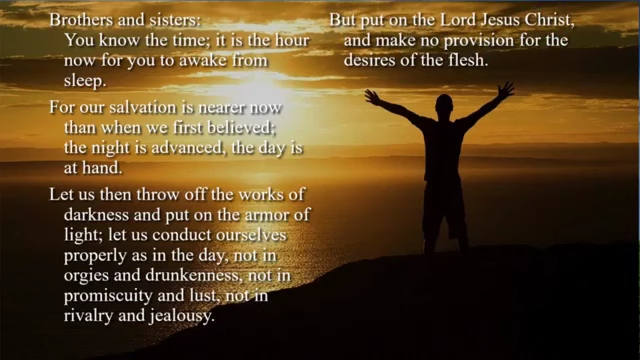 Brothers and sisters:
You know the time; it is the hour
now for you to awake from
sleep.
For our salvation is nearer now
than when we first believed;
the night is advanced, the day is
at hand.
Let us then throw off the works of
darkness and put on the armor of
light; let us conduct ourselves
properly as in the day, not in
orgies and drunkenness, not in
promiscuity and lust, not in
rivalry and jealousy.
But put on the Lord Jesus Christ,
and make no provision for the
desires of the flesh.